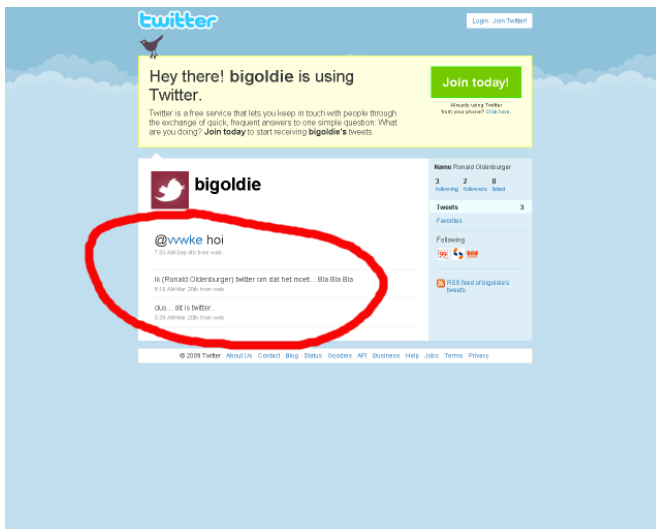 twitter
Login Join Twitter!
Hey there! bigoldie is using
Twitter.
Twitter is a free service that lets you keep in touch with people through
the exchange of quick, frequent answers to one simple question: What
are you doing? Join today to start receiving bigoldie's tweets.
Join today!
Already using Twitter
from your phone? Click here.
bigoldie
@vvwke hoi
7:53 AM Sep 4th from web
Ik (Ronald Oldenburger) twitter om dat het moet... Bla Bla Bla
6:19 AM Mar 20th from web
dus... dit is twitter...
5:39 AM Mar 20th from web
Name Ronald Oldenburger
3 2 8
following followers listed
Tweets 3
Favorites
Following
RSS feed of bigoldie's
tweets
© 2009 Twitter About Us Contact Blog Status Goodies API Business Help Jobs Terms Privacy